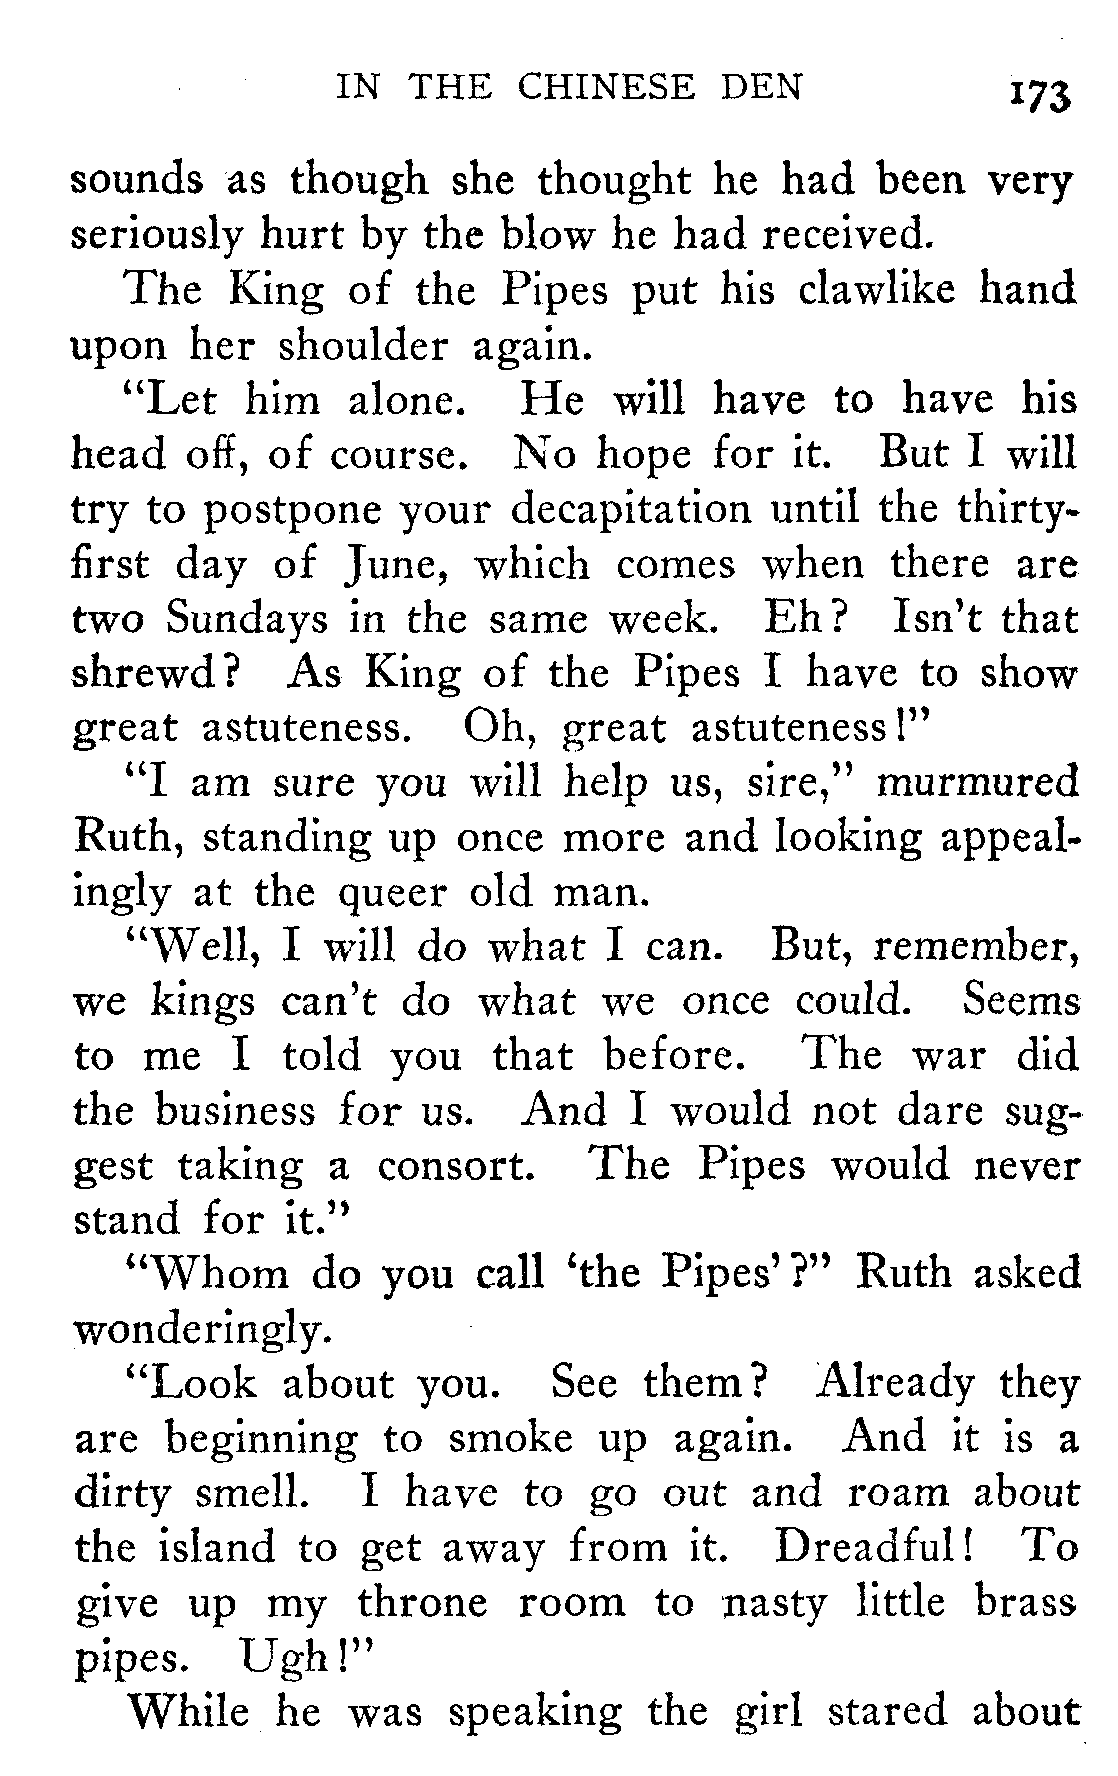 IN THE CHINESE DEN 173
sounds as though she thought he had been very
seriously hurt by the blow he had received.
The King of the Pipes put his clawlike hand
upon her shoulder again.
“Let him alone. He will have to have his
head off, of course. No hope for it. But I will
try to postpone your decapitation until the thirty-
first day of June, which comes when there are
two Sundays in the same week. Eh? Isn't that
shrewd? As King of the Pipes I have to show
great astuteness. Oh, great astuteness!”
“I am sure you will help us, sire,” murmured
Ruth, standing up once more and looking appeal-
ingly at the queer old man.
“Well, I will do what I can. But, remember,
we kings can't do what we once could. Seems
to me I told you that before. The war did
the business for us. And I would not dare sug-
gest taking a consort. The Pipes would never
stand for it.”
“Whom do you call ‘the Pipes’?” Ruth asked
wonderingly.
“Look about you. See them? Already they
are beginning to smoke up again. And it is a
dirty smell. I have to go out and roam about
the island to get away from it. Dreadful! To
give up my throne room to nasty little brass
pipes. Ugh!”
While he was speaking the girl stared about